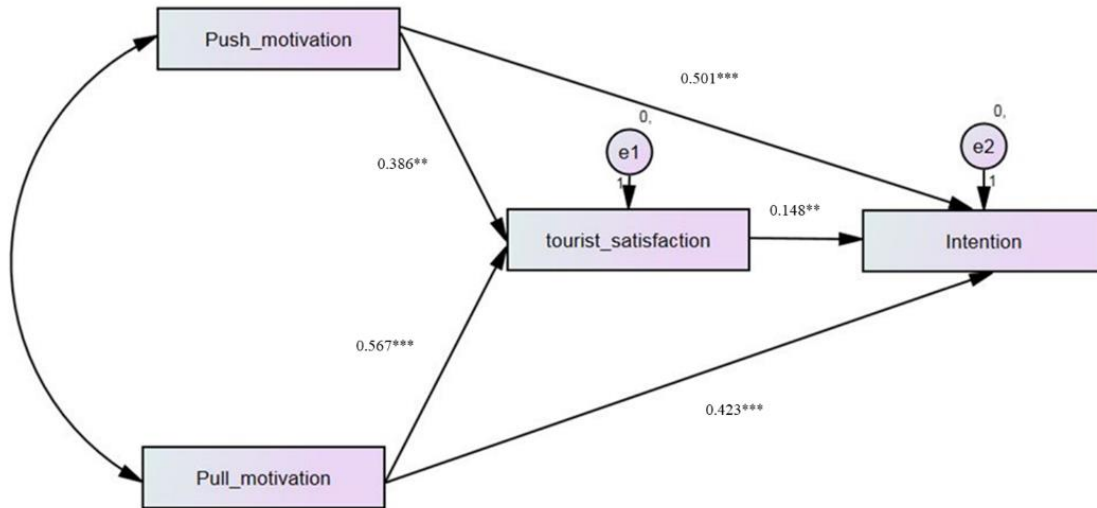 Push_motivation
0.501***
0,
0,
e1
e2
0.386**
1
1
0.148**
tourist_satisfaction
Intention
0.567***
0.423***
Pull_motivation